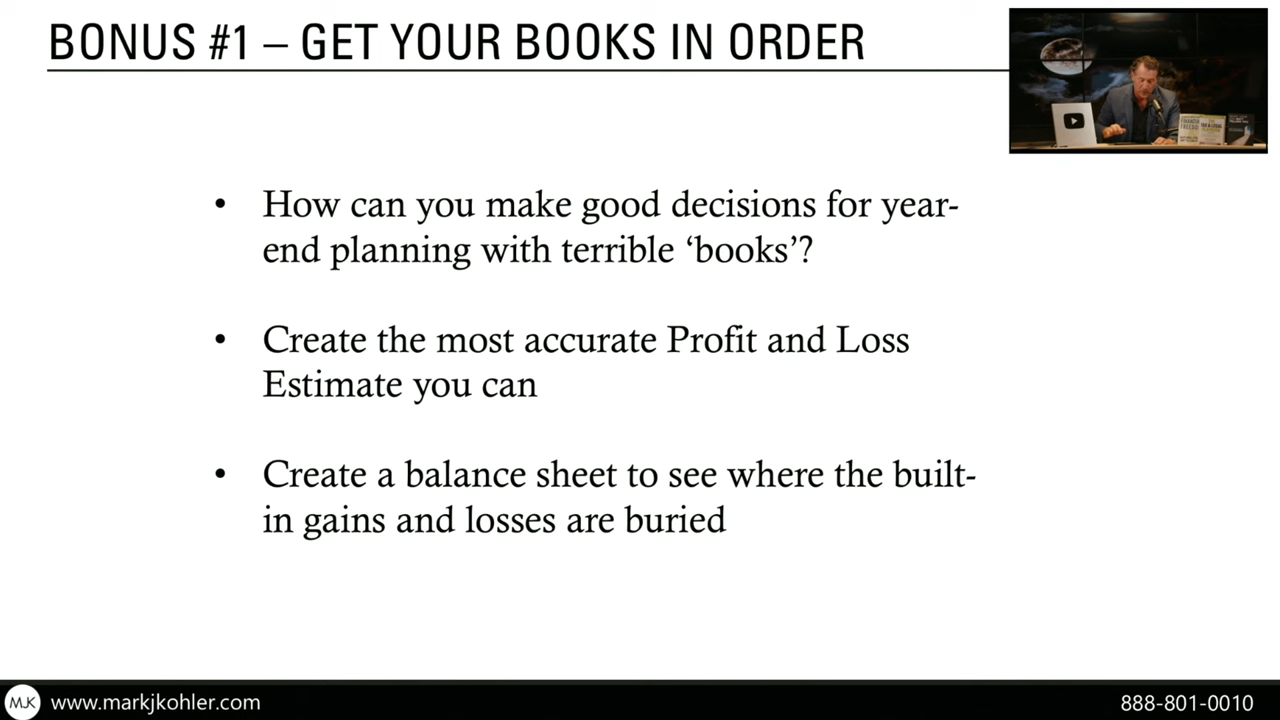 BONUS #1 – GET YOUR BOOKS IN ORDER
• How can you make good decisions for year-
end planning with terrible ‘books’?
• Create the most accurate Profit and Loss
Estimate you can
• Create a balance sheet to see where the built-
in gains and losses are buried
MJK www.markjkohler.com
888-801-0010